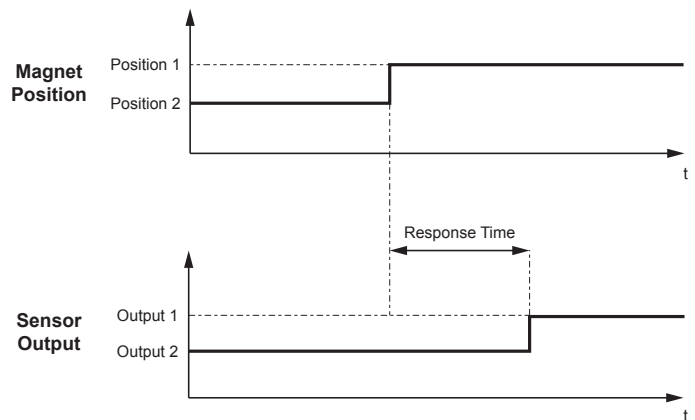 Magnet
Position
Position 1
Position 2
t
Response Time
Sensor
Output
Output 1
Output 2
t